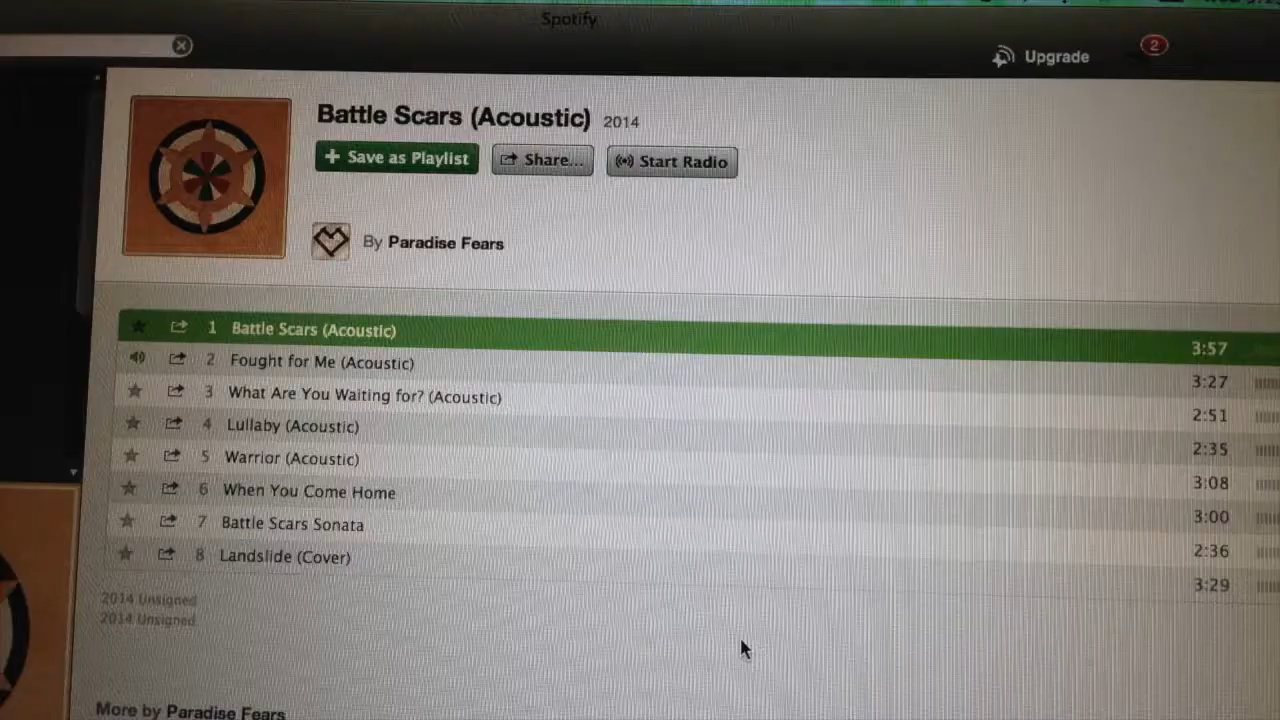 Spotify
Upgrade
2
Battle Scars (Acoustic) 2014
+ Save as Playlist
Share...
Start Radio
By Paradise Fears
1 Battle Scars (Acoustic) 3:57
2 Fought for Me (Acoustic) 3:27
3 What Are You Waiting for? (Acoustic) 2:51
4 Lullaby (Acoustic) 2:35
5 Warrior (Acoustic) 3:08
6 When You Come Home 3:00
7 Battle Scars Sonata 2:36
8 Landslide (Cover) 3:29
2014 Unsigned
2014 Unsigned
More by Paradise Fears